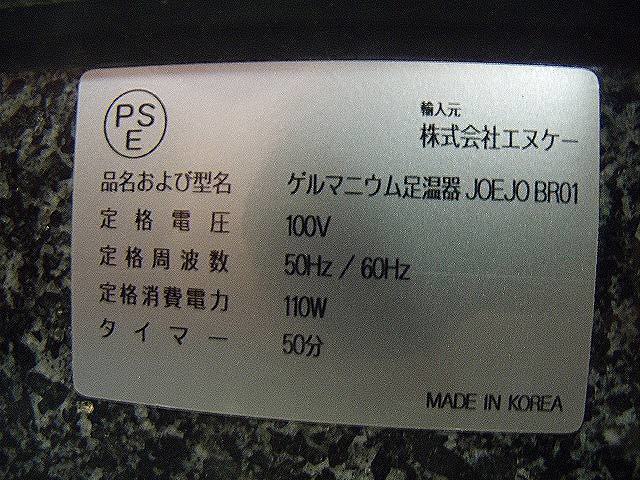 PS
E
輸入元
株式会社エヌケー
品名および型名 ゲルマニウム足温器 JOEJO BR01
定格電圧 100V
定格周波数 50Hz / 60Hz
定格消費電力 110W
タイマー 50分
MADE IN KOREA